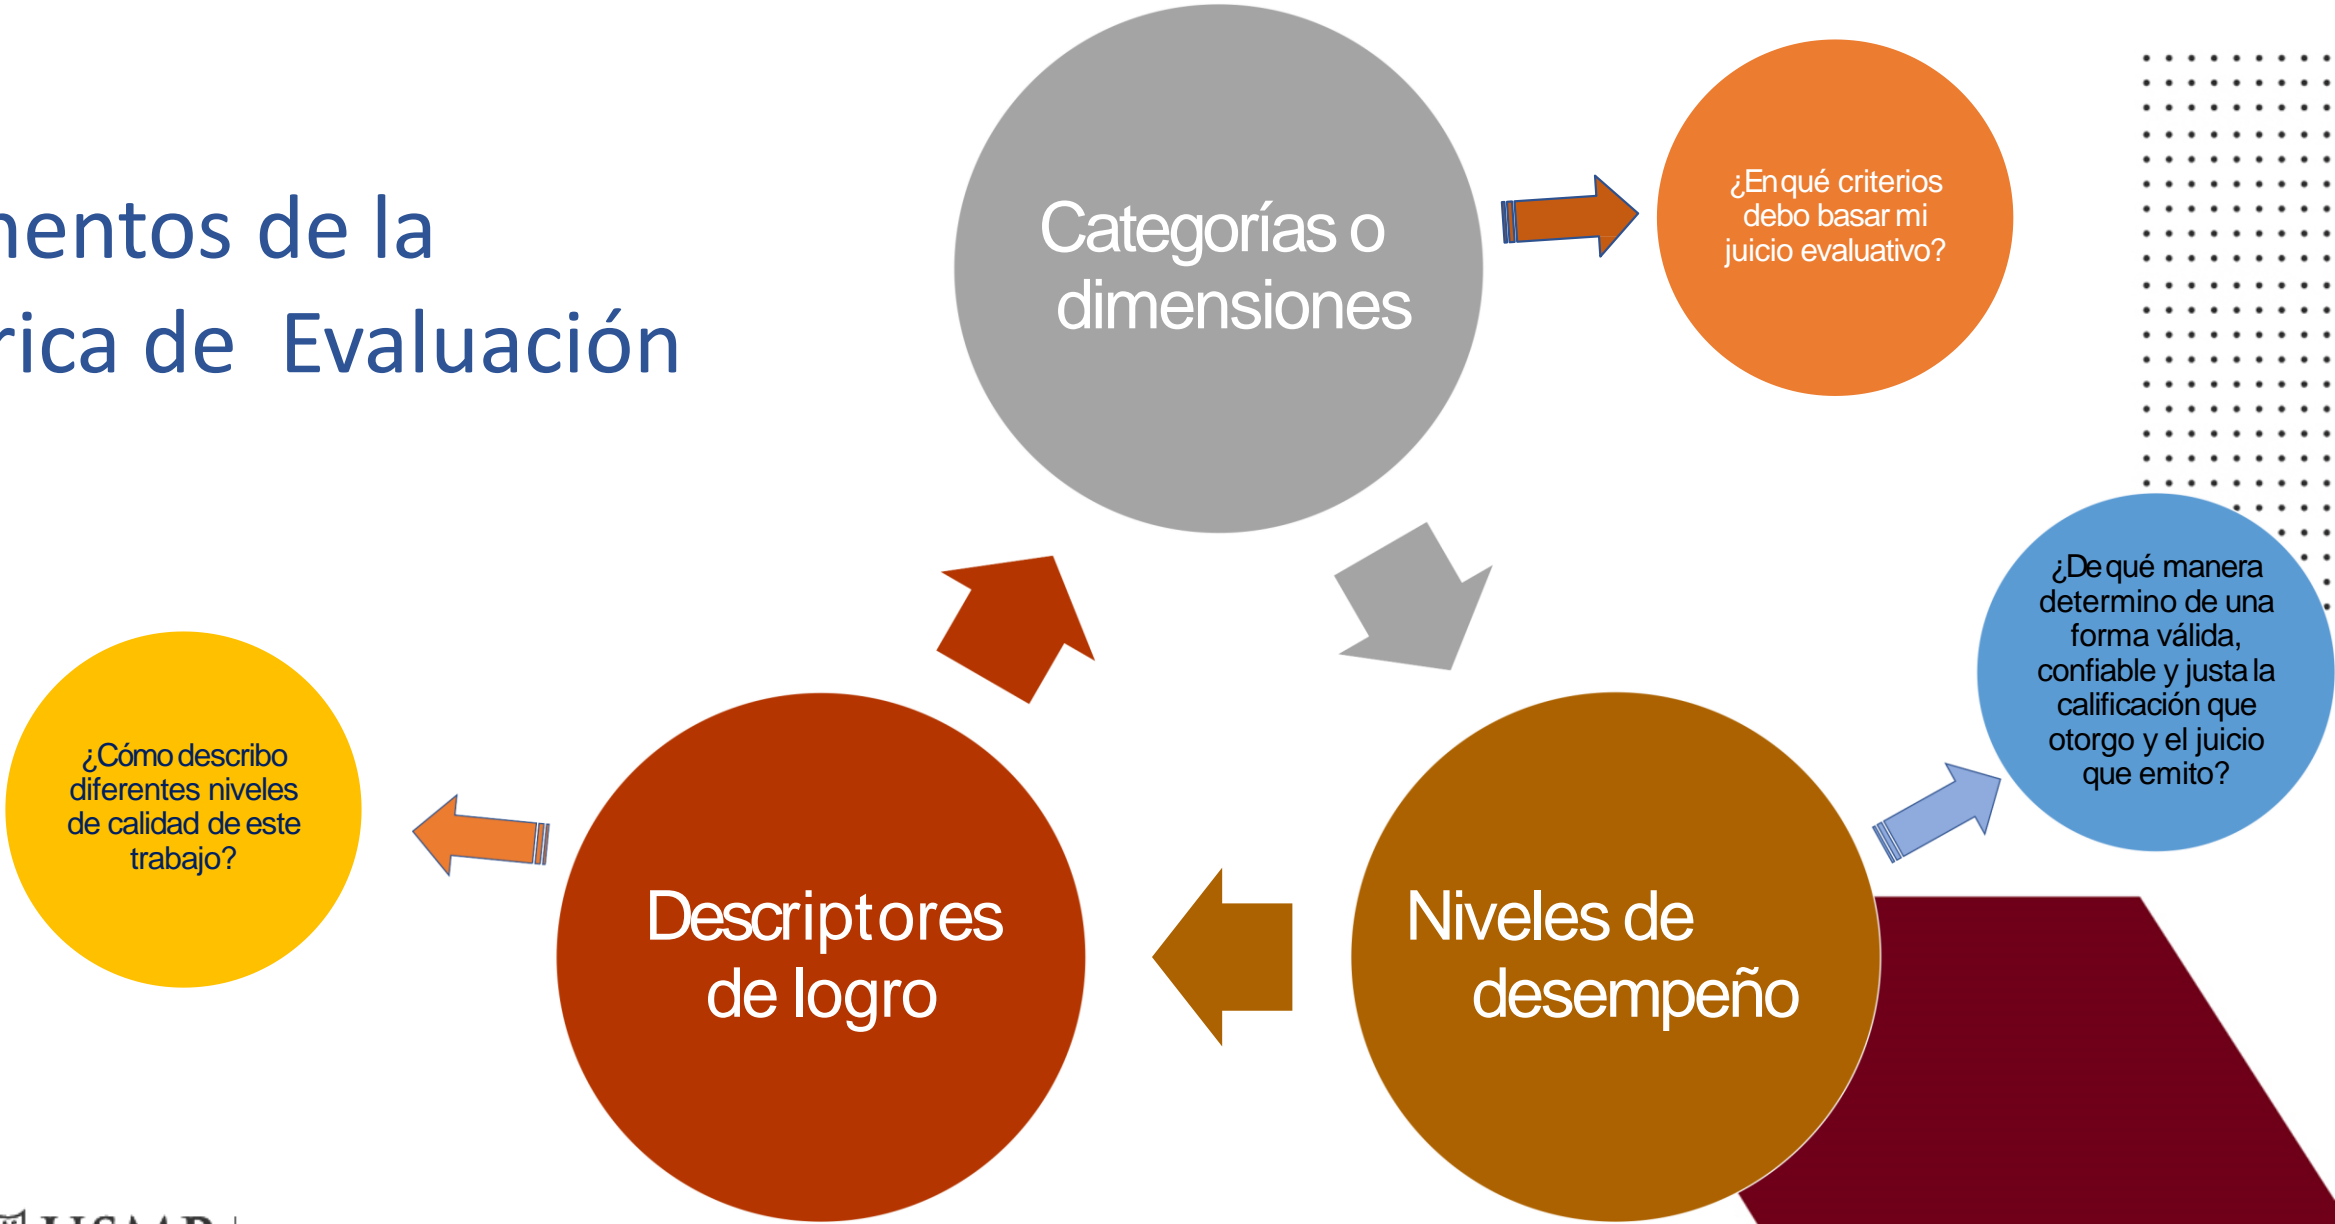 mentos de la
rica de Evaluación
Categorías o
dimensiones
¿En qué criterios
debo basar mi
juicio evaluativo?
¿De qué manera
determino de una
forma válida,
confiable y justa la
calificación que
otorgo y el juicio
que emito?
¿Cómo describo
diferentes niveles
de calidad de este
trabajo?
Descriptores
de logro
Niveles de
desempeño